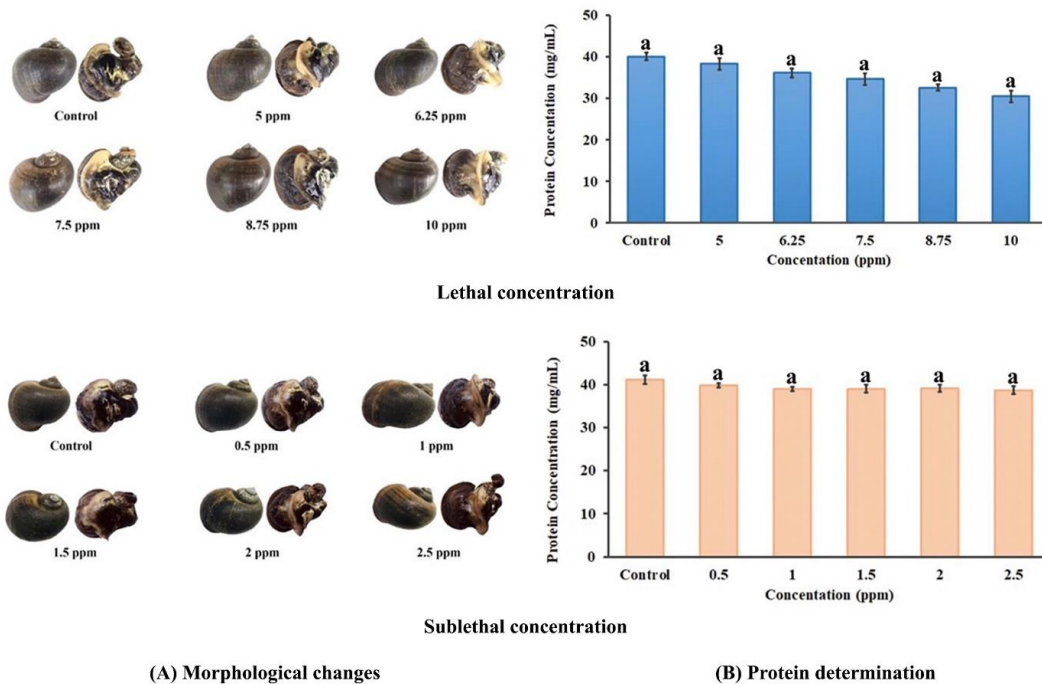 Control
5 ppm
6.25 ppm
7.5 ppm
8.75 ppm
10 ppm
Protein Concentration (mg/mL)
50
40
30
20
10
0
a
a
a
a
a
a
Control
5
6.25
7.5
8.75
10
Concentation (ppm)
Lethal concentration
Control
0.5 ppm
1 ppm
1.5 ppm
2 ppm
2.5 ppm
Protein Concentration (mg/mL)
50
40
30
20
10
0
a
a
a
a
a
a
Control
0.5
1
1.5
2
2.5
Concentation (ppm)
Sublethal concentration
(A) Morphological changes
(B) Protein determination